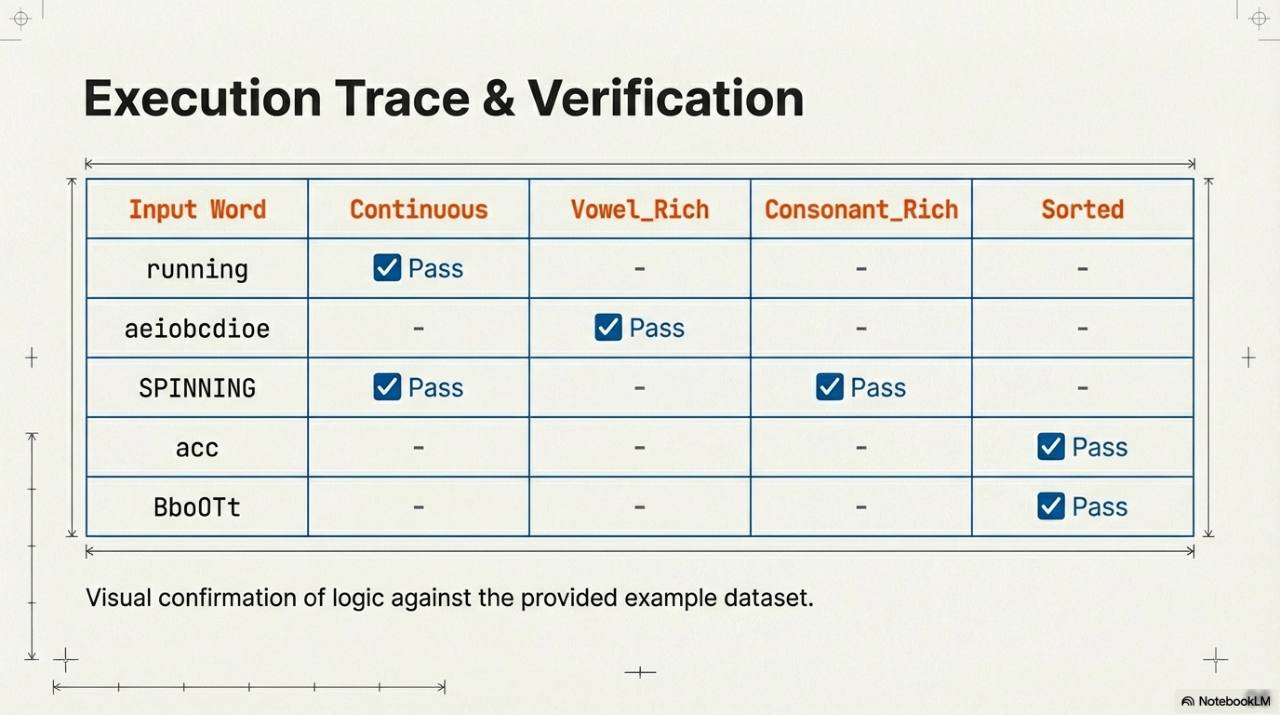 Execution Trace & Verification
Input Word Continuous Vowel_Rich Consonant_Rich Sorted
running ☑ Pass - - -
aeiobcdioe - ☑ Pass - -
SPINNING ☑ Pass - ☑ Pass -
acc - - - ☑ Pass
BboOTt - - - ☑ Pass
Visual confirmation of logic against the provided example dataset.
NotebookLM